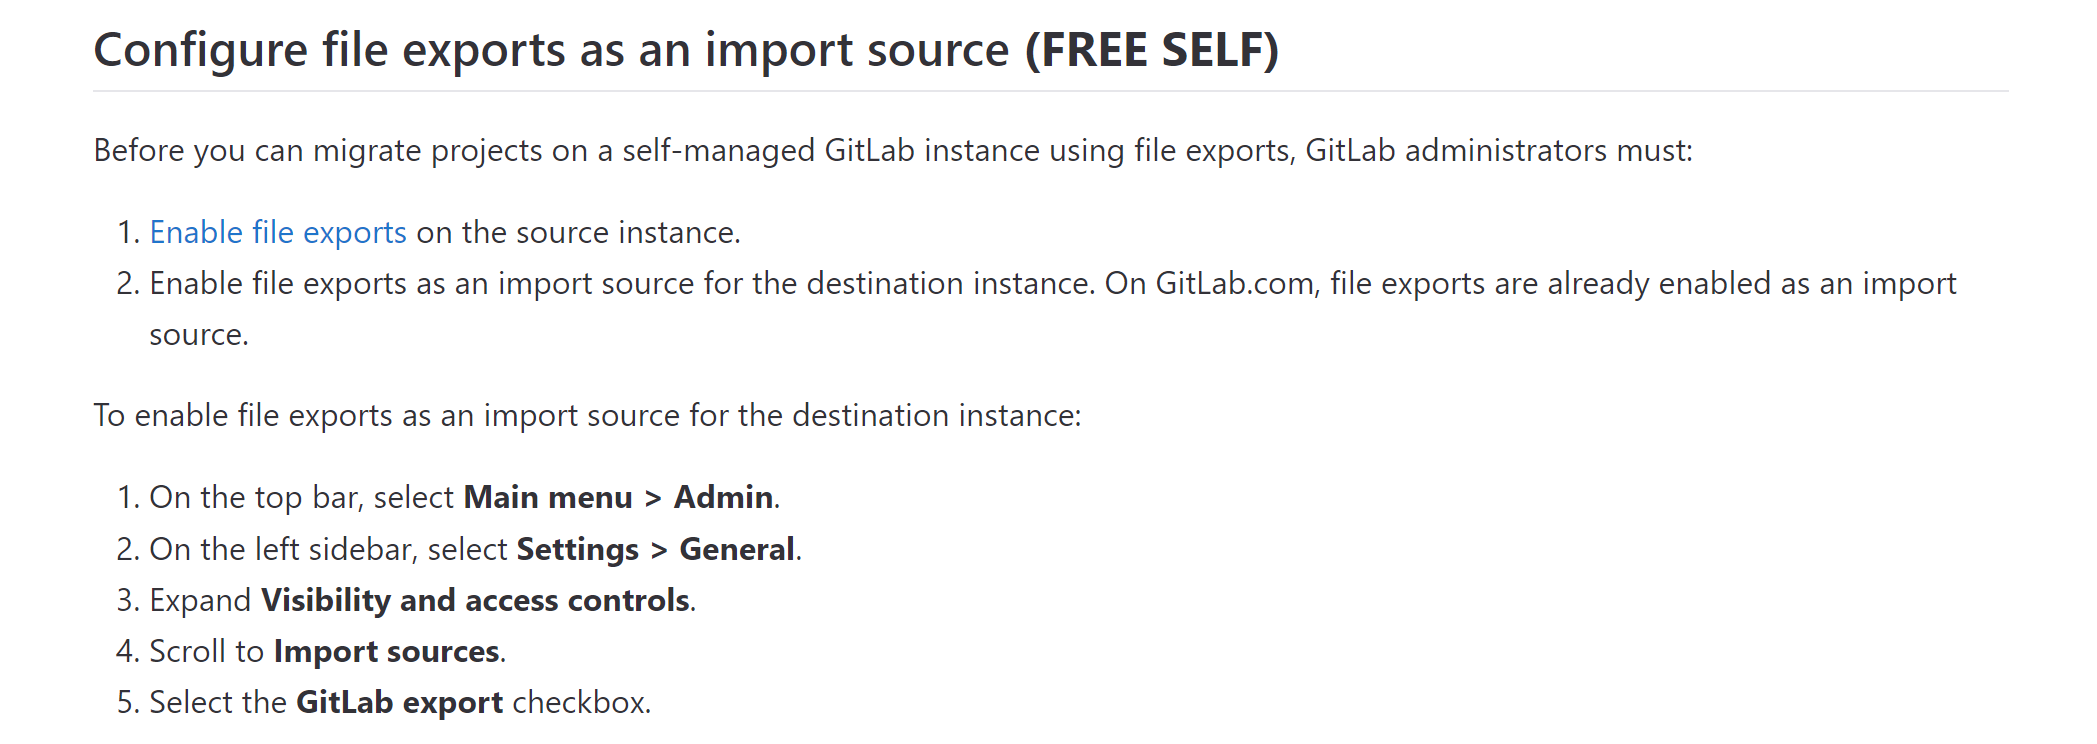 Configure file exports as an import source (FREE SELF)
Before you can migrate projects on a self-managed GitLab instance using file exports, GitLab administrators must:
1. Enable file exports on the source instance.
2. Enable file exports as an import source for the destination instance. On GitLab.com, file exports are already enabled as an import
source.
To enable file exports as an import source for the destination instance:
1. On the top bar, select Main menu > Admin.
2. On the left sidebar, select Settings > General.
3. Expand Visibility and access controls.
4. Scroll to Import sources.
5. Select the GitLab export checkbox.